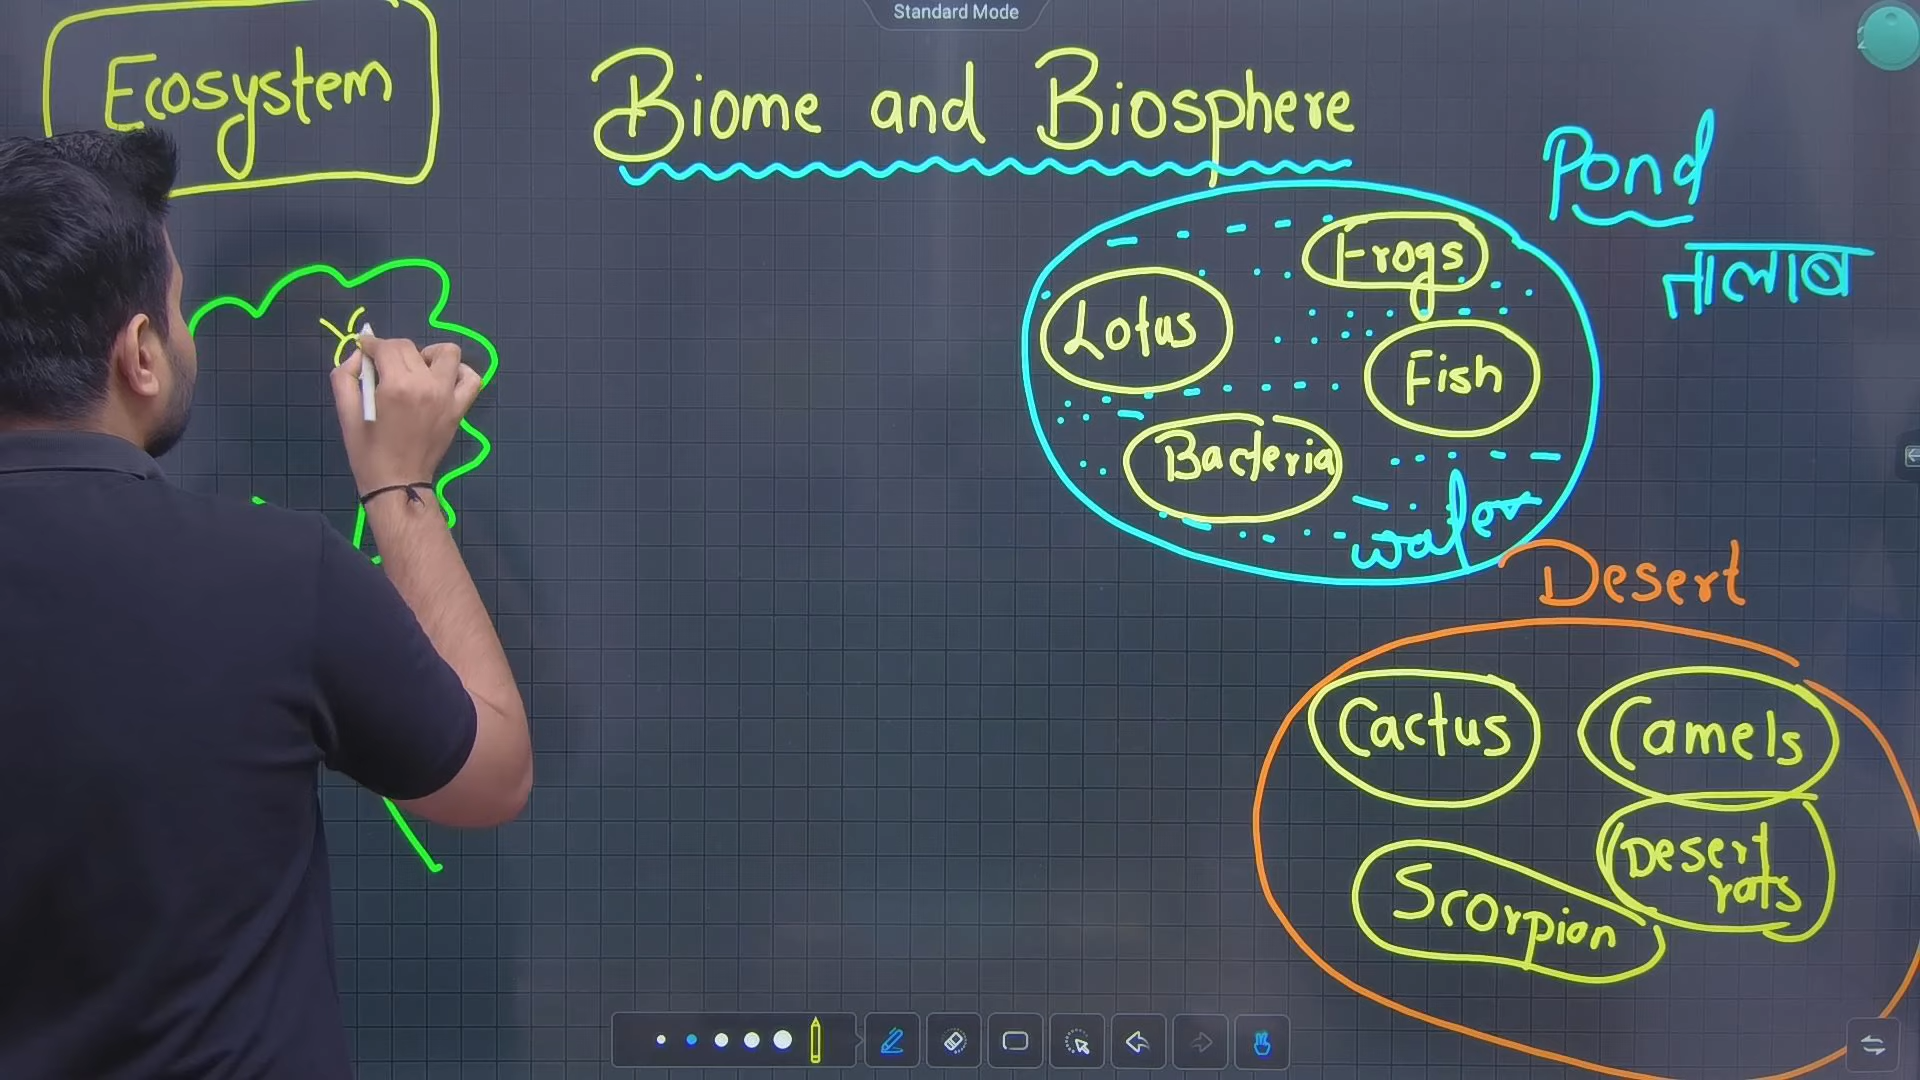 Standard Mode
Ecosystem
Biome and Biosphere
Pond
तालाब
Frogs
Lotus
Fish
Bacteria
water
Desert
Cactus
Camels
Desert
rats
Scorpion